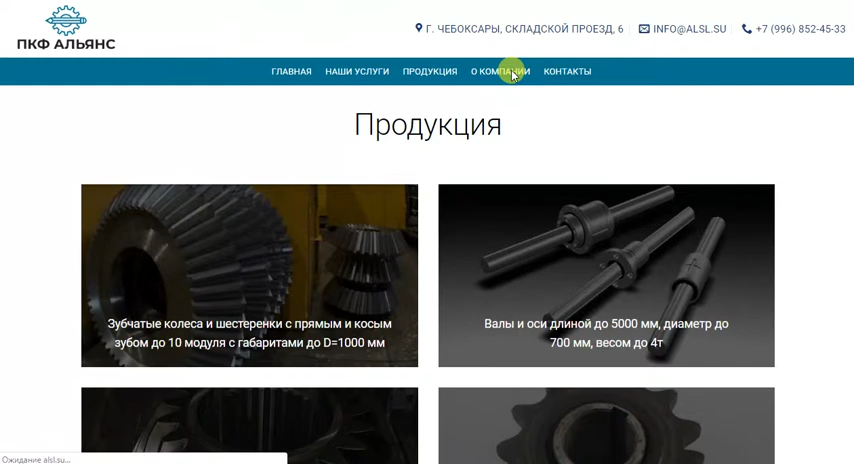 ПКФ АЛЬЯНС
Г. ЧЕБОКСАРЫ, СКЛАДСКОЙ ПРОЕЗД, 6
INFO@ALSL.SU
+7 (996) 852-45-33
ГЛАВНАЯ НАШИ УСЛУГИ ПРОДУКЦИЯ О КОМПАНИИ КОНТАКТЫ
Продукция
Зубчатые колеса и шестеренки с прямым и косым
зубом до 10 модуля с габаритами до D=1000 мм
Валы и оси длиной до 5000 мм, диаметр до
700 мм, весом до 4т
Ожидание alsl.su...